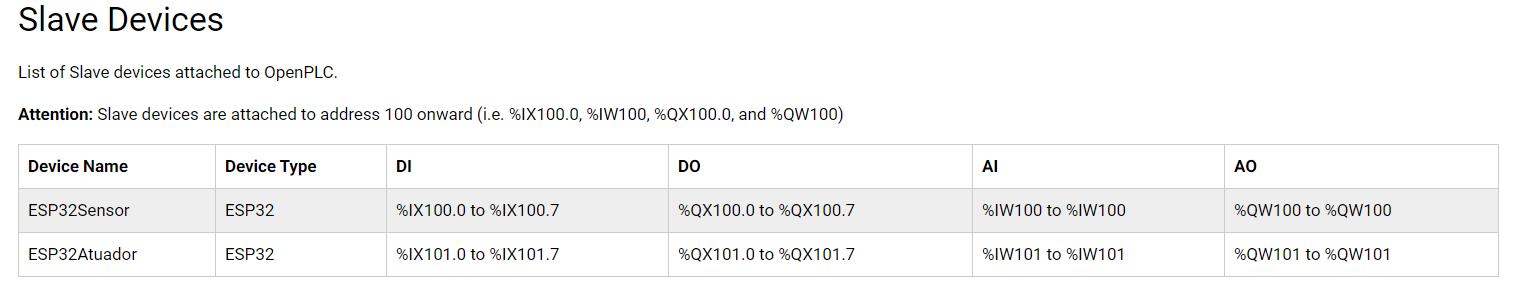 Slave Devices
List of Slave devices attached to OpenPLC.
Attention: Slave devices are attached to address 100 onward (i.e. %IX100.0, %IW100, %QX100.0, and %QW100)
Device Name Device Type DI DO AI AO
ESP32Sensor ESP32 %IX100.0 to %IX100.7 %QX100.0 to %QX100.7 %IW100 to %IW100 %QW100 to %QW100
ESP32Atuador ESP32 %IX101.0 to %IX101.7 %QX101.0 to %QX101.7 %IW101 to %IW101 %QW101 to %QW101